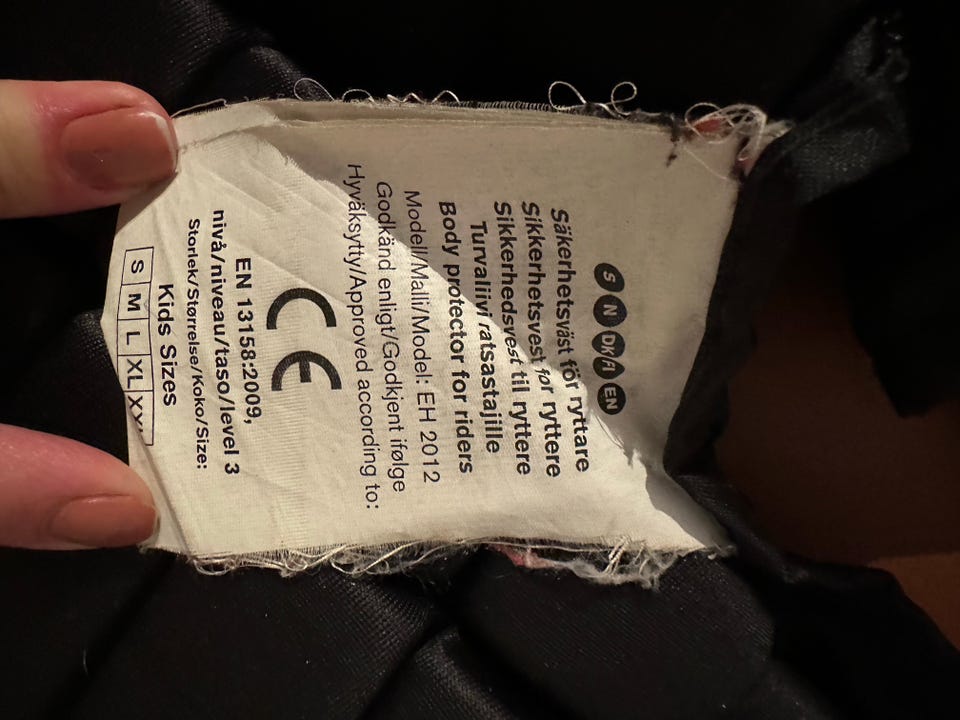 S N DK FI EN
Säkerhetsväst för ryttare
Sikkerhetsvest for ryttere
Sikkerhedsvest til ryttere
Turvaliivi ratsastajille
Body protector for riders
Modell/Malli/Model: EH 2012
Godkänd enligt/Godkjent ifølge
Hyväksytty/Approved according to:
CE
EN 13158:2009,
nivå/niveau/taso/level 3
Storlek/Størrelse/Koko/Size:
Kids Sizes
S M L XL